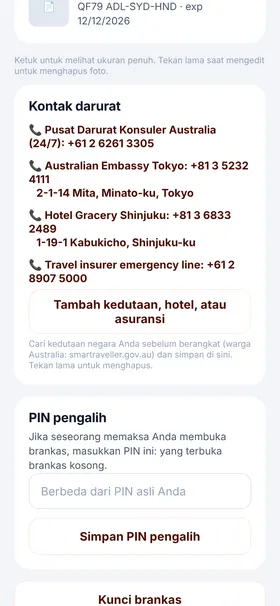 QF79 ADL-SYD-HND · exp
12/12/2026
Ketuk untuk melihat ukuran penuh. Tekan lama saat mengedit
untuk menghapus foto.
Kontak darurat
📞 Pusat Darurat Konsuler Australia
(24/7): +61 2 6261 3305
📞 Australian Embassy Tokyo: +81 3 5232
4111
2-1-14 Mita, Minato-ku, Tokyo
📞 Hotel Gracery Shinjuku: +81 3 6833
2489
1-19-1 Kabukicho, Shinjuku-ku
📞 Travel insurer emergency line: +61 2
8907 5000
Tambah kedutaan, hotel, atau
asuransi
Cari kedutaan negara Anda sebelum berangkat (warga
Australia: smartraveller.gov.au) dan simpan di sini.
Tekan lama untuk menghapus.
PIN pengalih
Jika seseorang memaksa Anda membuka
brankas, masukkan PIN ini: yang terbuka
brankas kosong.
Berbeda dari PIN asli Anda
Simpan PIN pengalih
Kunci brankas